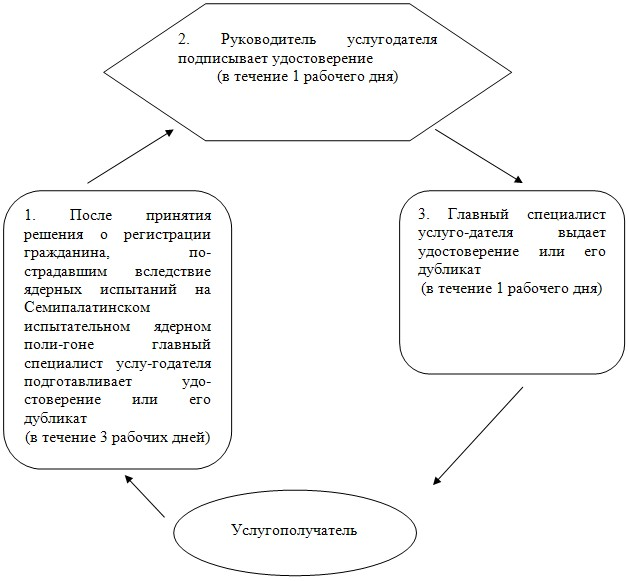 2. Руководитель услугодателя
подписывает удостоверение
(в течение 1 рабочего дня)
1. После принятия
решения о регистрации
гражданина, по-
страдавшим вследствие
ядерных испытаний на
Семипалатинском
испытательном ядерном
поли-гоне главный
специалист услу-годателя
подготавливает удо-
стоверение или его
дубликат
(в течение 3 рабочих дней)
3. Главный специалист
услуго-дателя выдает
удостоверение или его
дубликат
(в течение 1 рабочего дня)
Услугополучатель